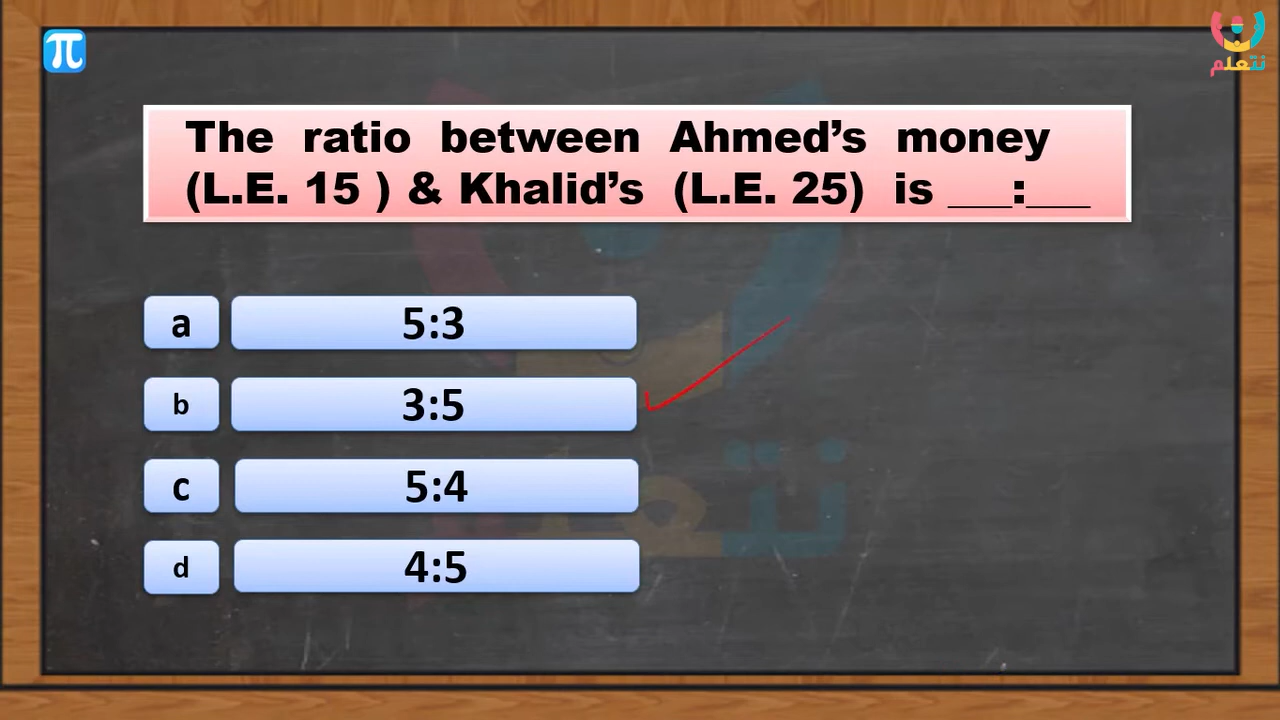 π
نتعلم
The ratio between Ahmed’s money
(L.E. 15 ) & Khalid’s (L.E. 25) is ___:___
a 5:3
b 3:5
c 5:4
d 4:5